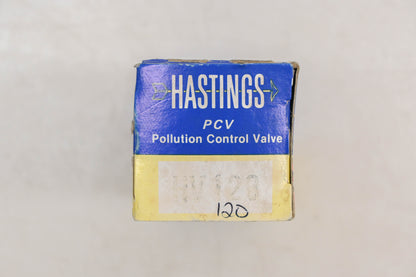 HASTINGS
PCV
Pollution Control Valve
120